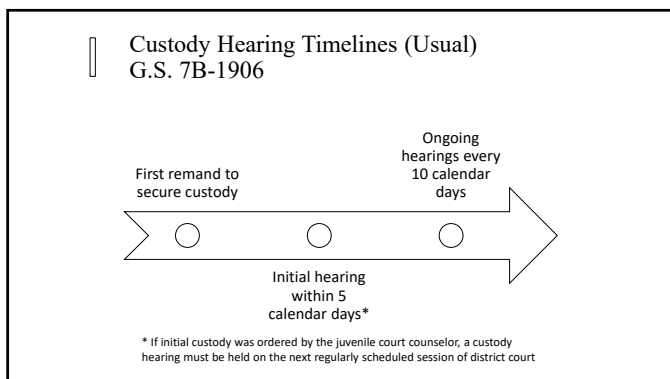 Custody Hearing Timelines (Usual)
G.S. 7B-1906
First remand to
secure custody
Initial hearing
within 5
calendar days*
Ongoing
hearings every
10 calendar
days
* If initial custody was ordered by the juvenile court counselor, a custody
hearing must be held on the next regularly scheduled session of district court